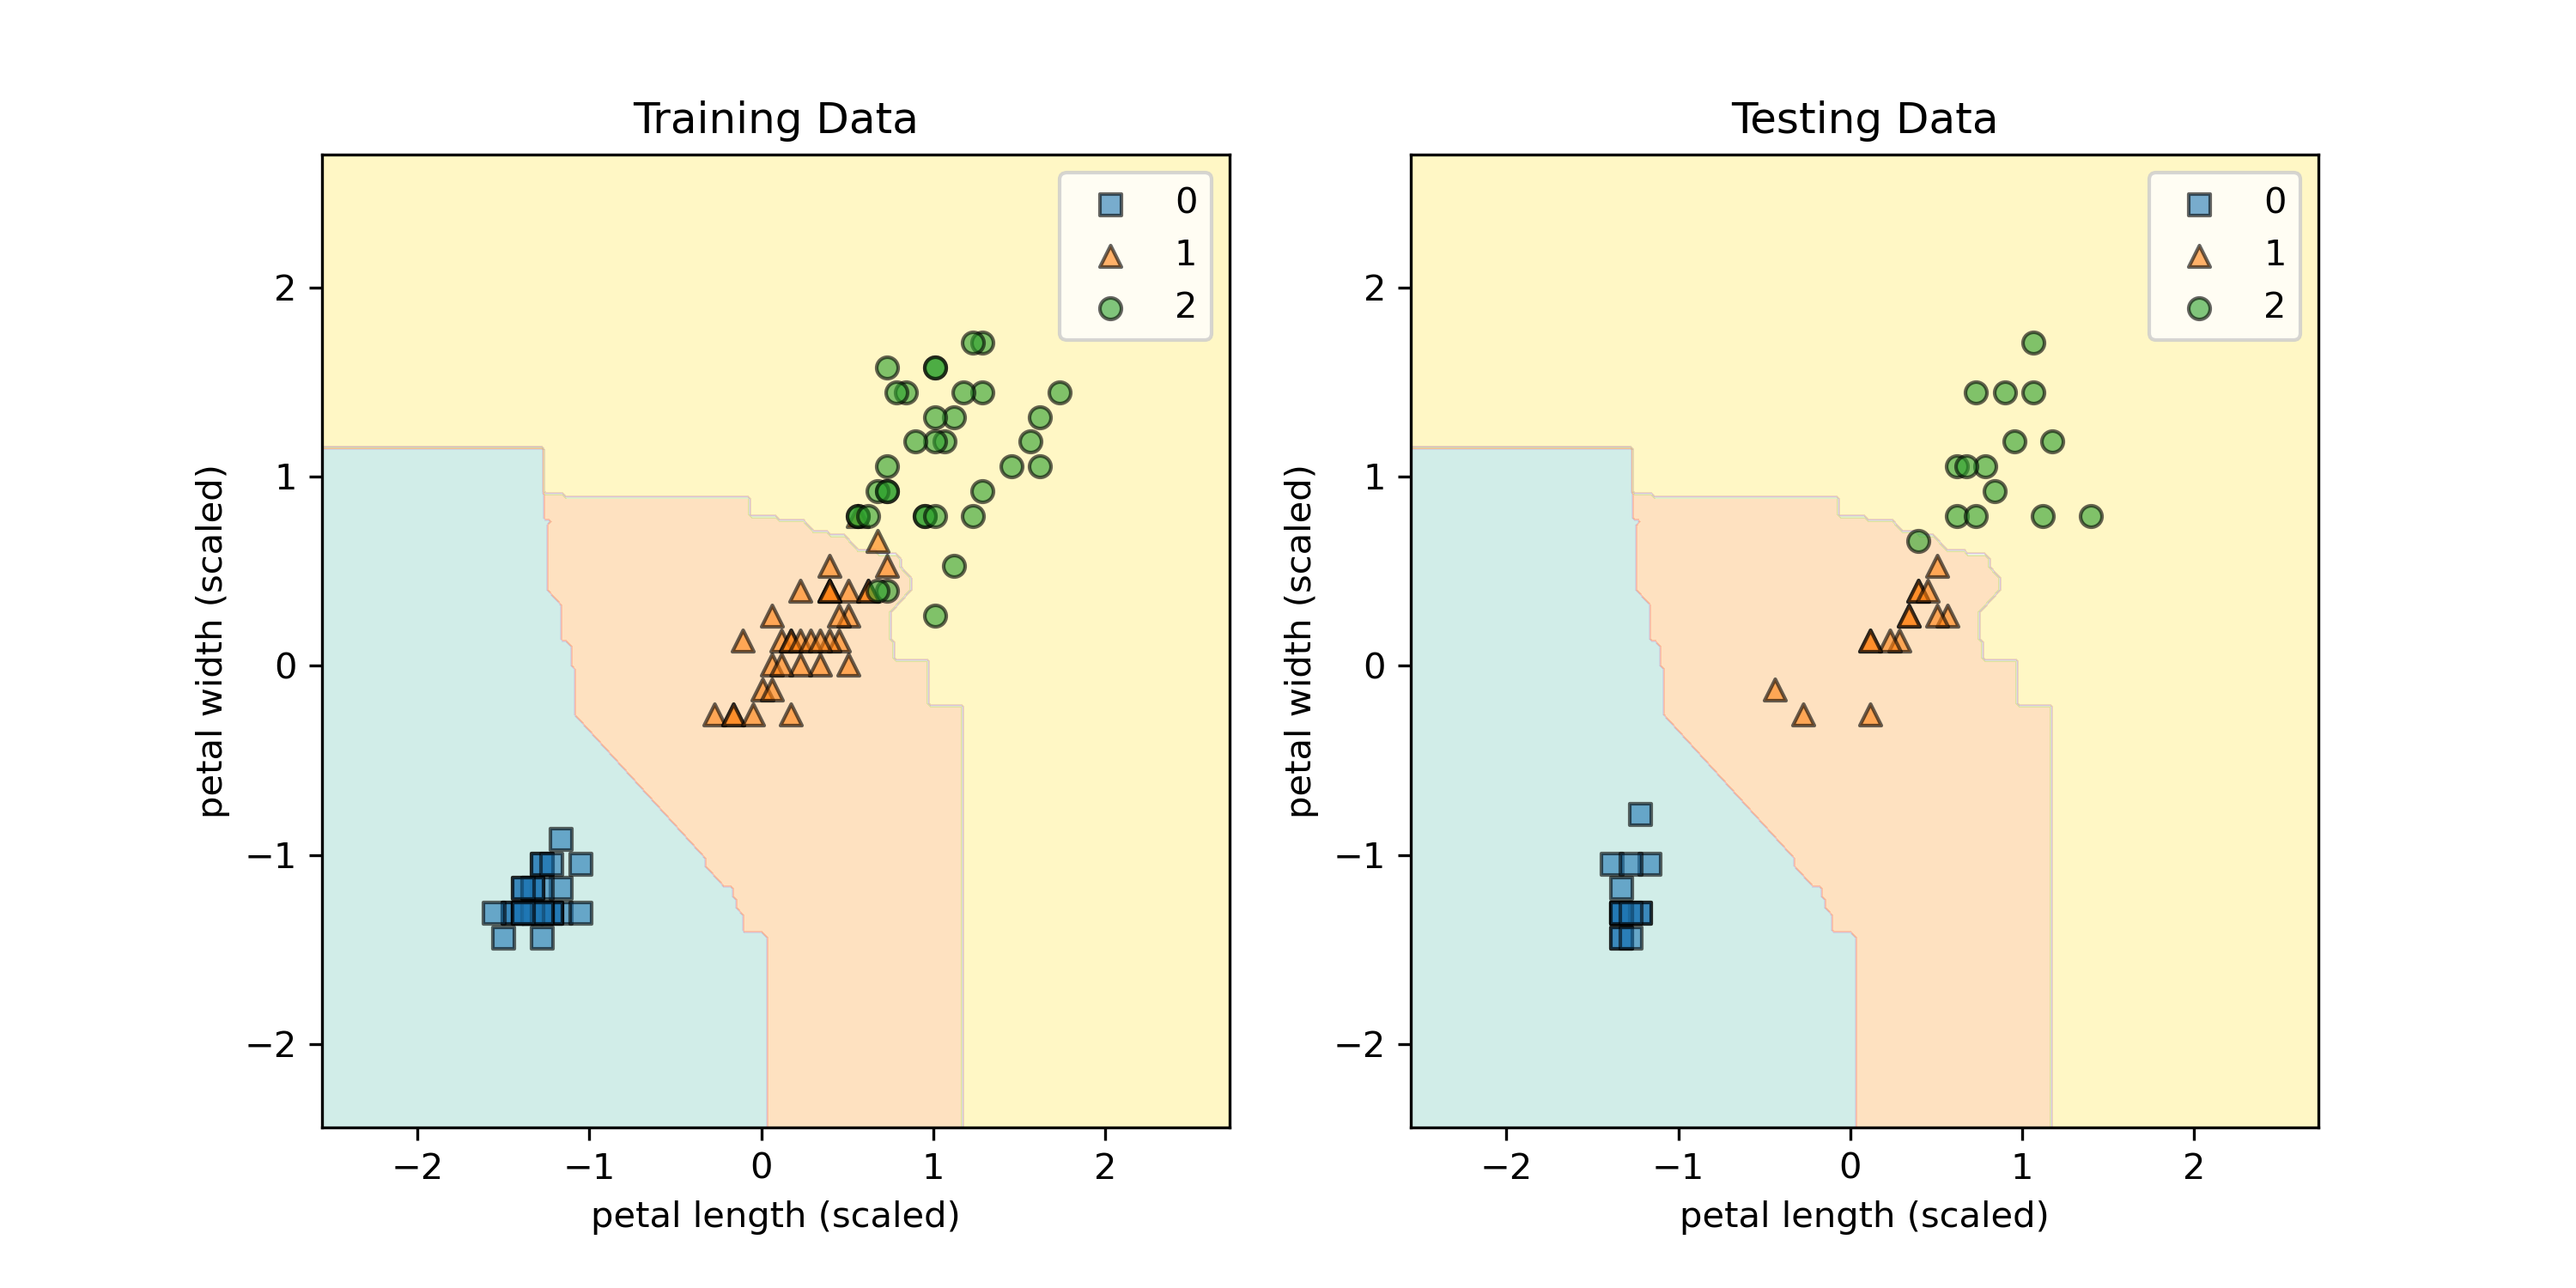 Training Data
0
1
2
2
1
0
−1
−2
petal width (scaled)
−2 −1 0 1 2
petal length (scaled)
Testing Data
0
1
2
2
1
0
−1
−2
petal width (scaled)
−2 −1 0 1 2
petal length (scaled)